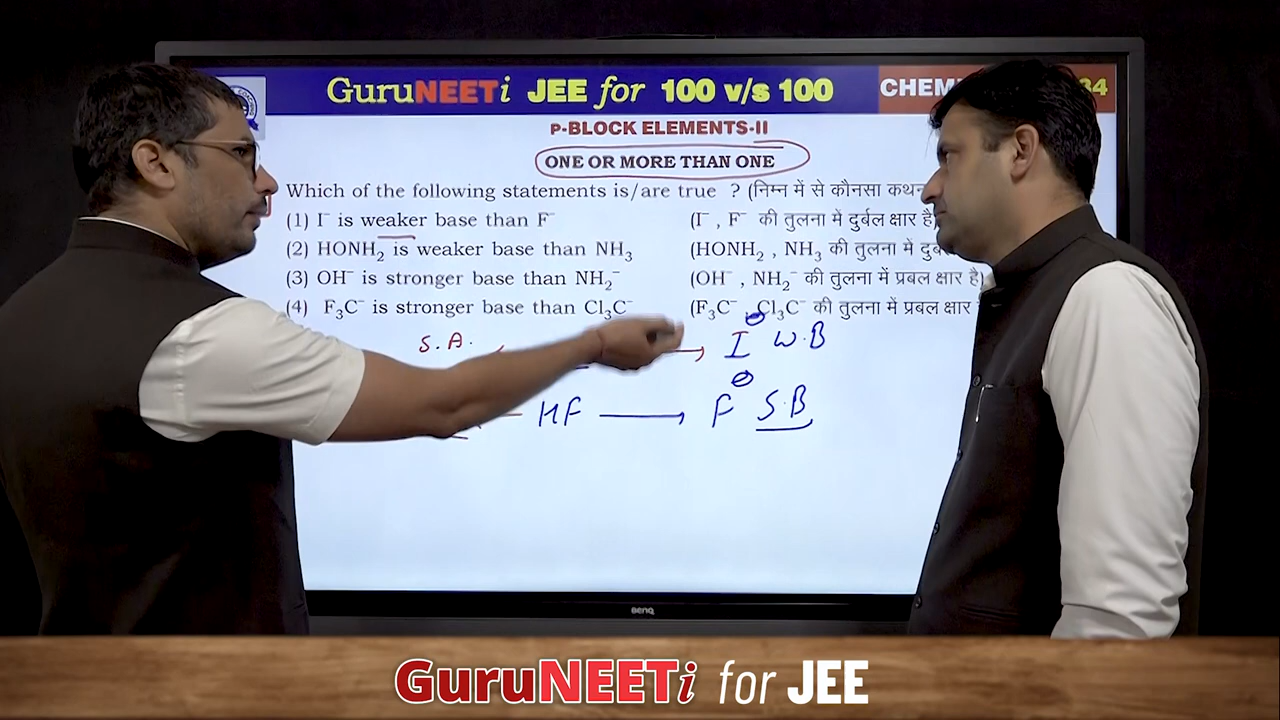 GuruNEETi JEE for 100 v/s 100
CHEM 34
P-BLOCK ELEMENTS-II
ONE OR MORE THAN ONE
Which of the following statements is/are true ? (निम्न में से कौनसा कथन
(1) I⁻ is weaker base than F⁻ (I⁻ , F⁻ की तुलना में दुर्बल क्षार है)
(2) HONH₂ is weaker base than NH₃ (HONH₂ , NH₃ की तुलना में
(3) OH⁻ is stronger base than NH₂⁻ (OH⁻ , NH₂⁻ की तुलना में प्रबल क्षार है)
(4) F₃C⁻ is stronger base than Cl₃C⁻ (F₃C⁻ , Cl₃C⁻ की तुलना में प्रबल क्षार
S.A. → I⊖ W.B
HF → F⊖ S.B
BenQ
GuruNEETi for JEE